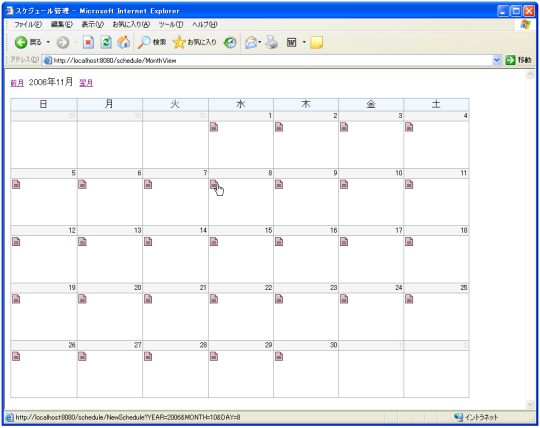 スケジュール管理 - Microsoft Internet Explorer
ファイル(F) 編集(E) 表示(V) お気に入り(A) ツール(T) ヘルプ(H)
戻る 検索 お気に入り
アドレス(D) http://localhost:8080/schedule/MonthView 移動
前月 2006年11月 翌月
日 月 火 水 木 金 土
29 30 31 1 2 3 4
5 6 7 8 9 10 11
12 13 14 15 16 17 18
19 20 21 22 23 24 25
26 27 28 29 30 1 2
http://localhost:8080/schedule/NewSchedule?YEAR=2006&MONTH=10&DAY=8 イントラネット